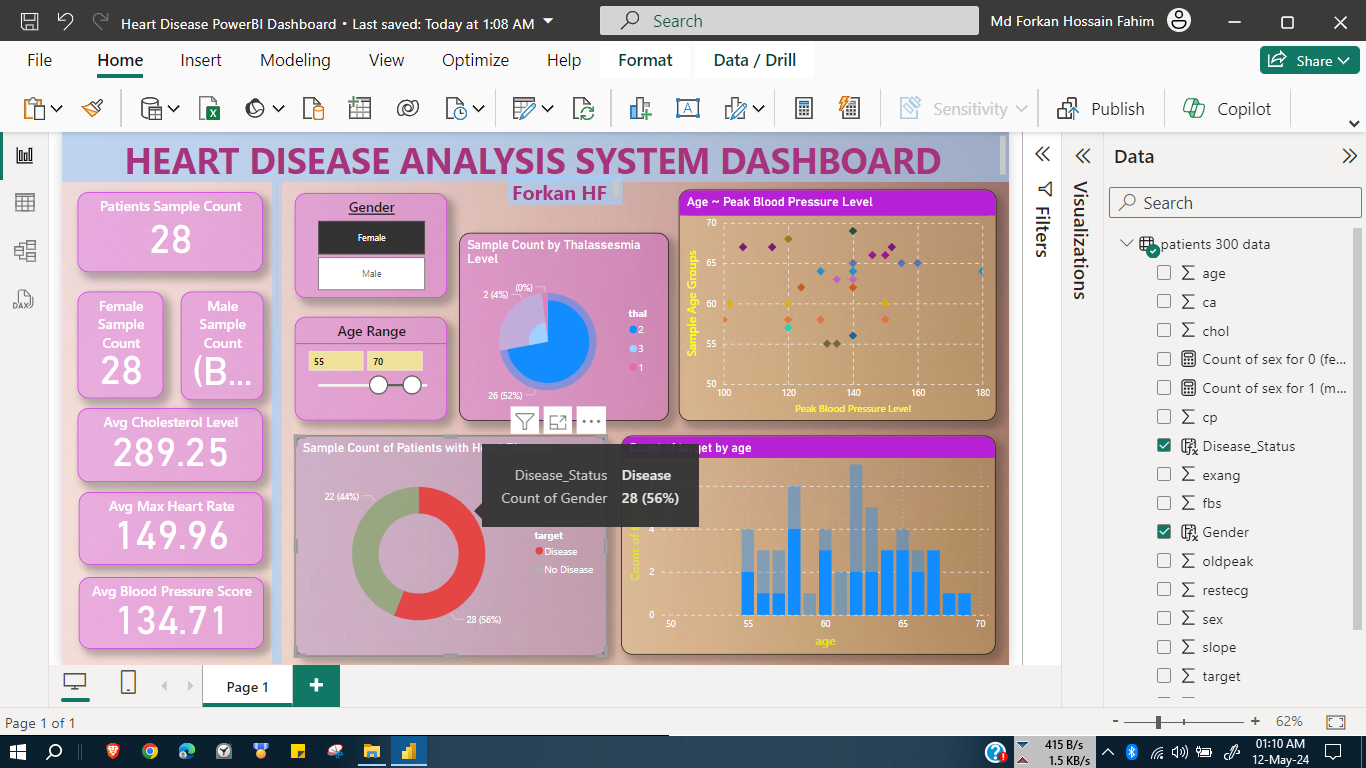 Heart Disease PowerBI Dashboard • Last saved: Today at 1:08 AM
Search
Md Forkan Hossain Fahim
File Home Insert Modeling View Optimize Help Format Data / Drill
Share
Sensitivity
Publish
Copilot
HEART DISEASE ANALYSIS SYSTEM DASHBOARD
Forkan HF
Patients Sample Count
28
Female
Sample
Count
28
Male
Sample
Count
(B...
Avg Cholesterol Level
289.25
Avg Max Heart Rate
149.96
Avg Blood Pressure Score
134.71
Gender
Female
Male
Age Range
55 70
Sample Count by Thalassesmia
Level
2 (4%) (0%)
26 (52%)
thal
2
3
1
Age ~ Peak Blood Pressure Level
Sample Age Groups
70
65
60
55
50
100 120 140 160 180
Peak Blood Pressure Level
Sample Count of Patients with He
22 (44%)
28 (56%)
target
Disease
No Disease
Disease_Status Disease
Count of Gender 28 (56%)
Count of target by age
Count of
4
2
0
50 55 60 65 70
age
Filters
Visualizations
Data
Search
patients 300 data
age
ca
chol
Count of sex for 0 (fe...
Count of sex for 1 (m...
cp
Disease_Status
exang
fbs
Gender
oldpeak
restecg
sex
slope
target
DAX
Page 1
Page 1 of 1
- + 62%
415 B/s
1.5 KB/s
01:10 AM
12-May-24